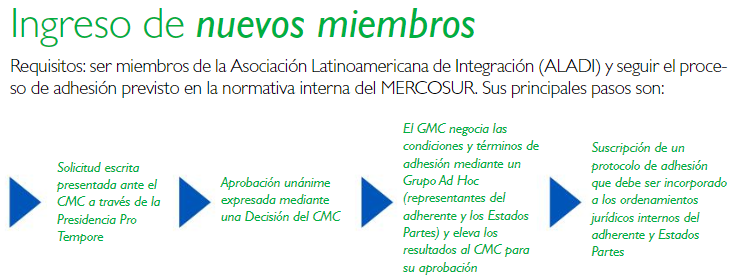 Ingreso de nuevos miembros
Requisitos: ser miembros de la Asociación Latinoamericana de Integración (ALADI) y seguir el proce-
so de adhesión previsto en la normativa interna del MERCOSUR. Sus principales pasos son:
Solicitud escrita
presentada ante el
CMC a través de la
Presidencia Pro
Tempore
Aprobación unánime
expresada mediante
una Decisión del CMC
El GMC negocia las
condiciones y términos de
adhesión mediante un
Grupo Ad Hoc
(representantes del
adherente y los Estados
Partes) y eleva los
resultados al CMC para
su aprobación
Suscripción de un
protocolo de adhesión
que debe ser incorporado
a los ordenamientos
jurídicos internos del
adherente y Estados
Partes